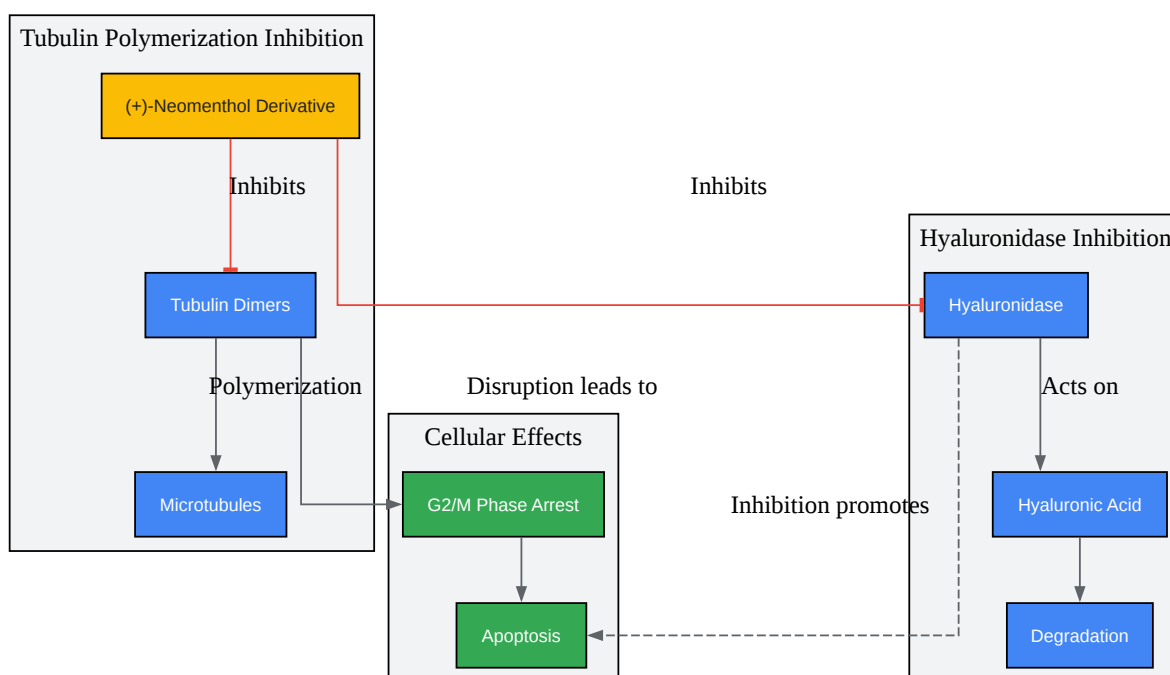 Tubulin Polymerization Inhibition
(+)-Neomenthol Derivative
Inhibits
Inhibits
Hyaluronidase Inhibition
Tubulin Dimers
Hyaluronidase
Polymerization
Disruption leads to
Acts on
Cellular Effects
Microtubules
G2/M Phase Arrest
Inhibition promotes
Hyaluronic Acid
Apoptosis
Degradation